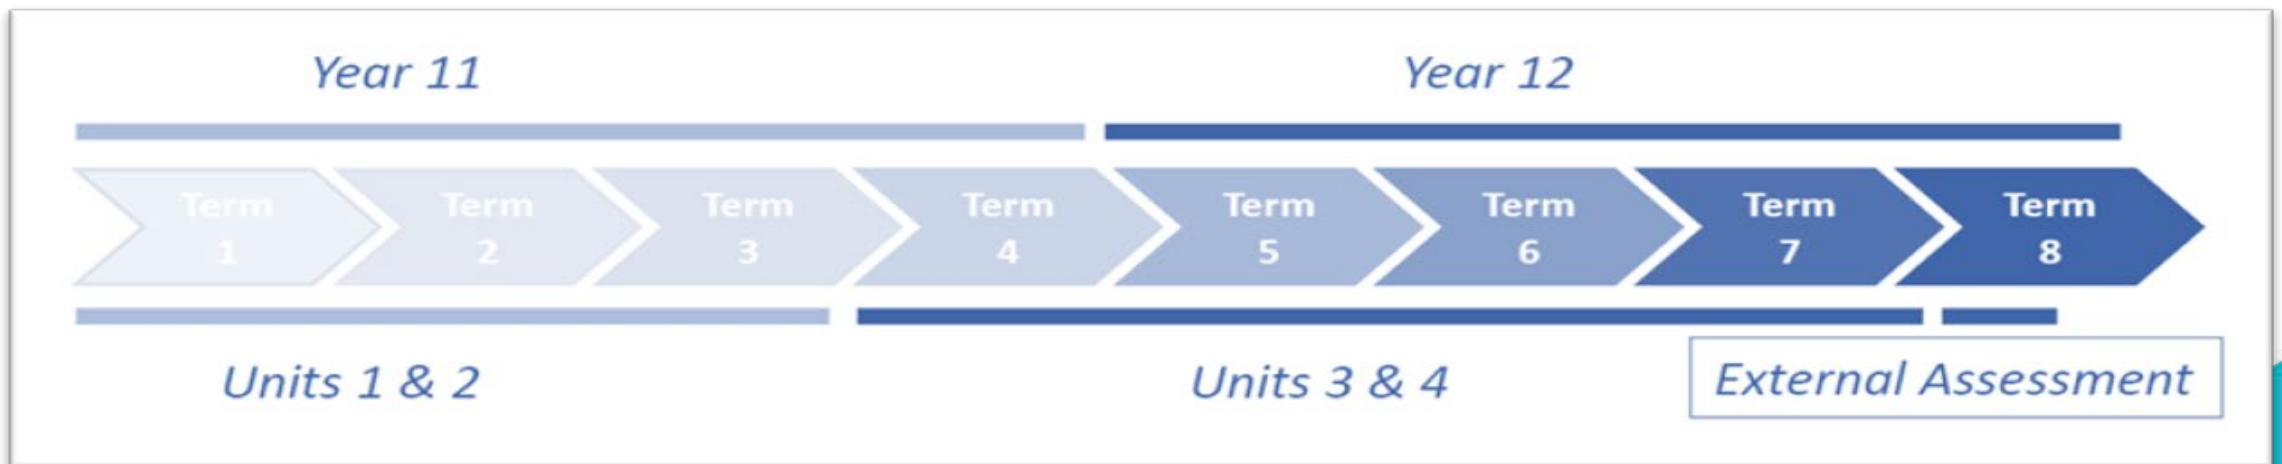 Year 11
Year 12
Term
1
Term
2
Term
3
Term
4
Term
5
Term
6
Term
7
Term
8
Units 1 & 2
Units 3 & 4
External Assessment